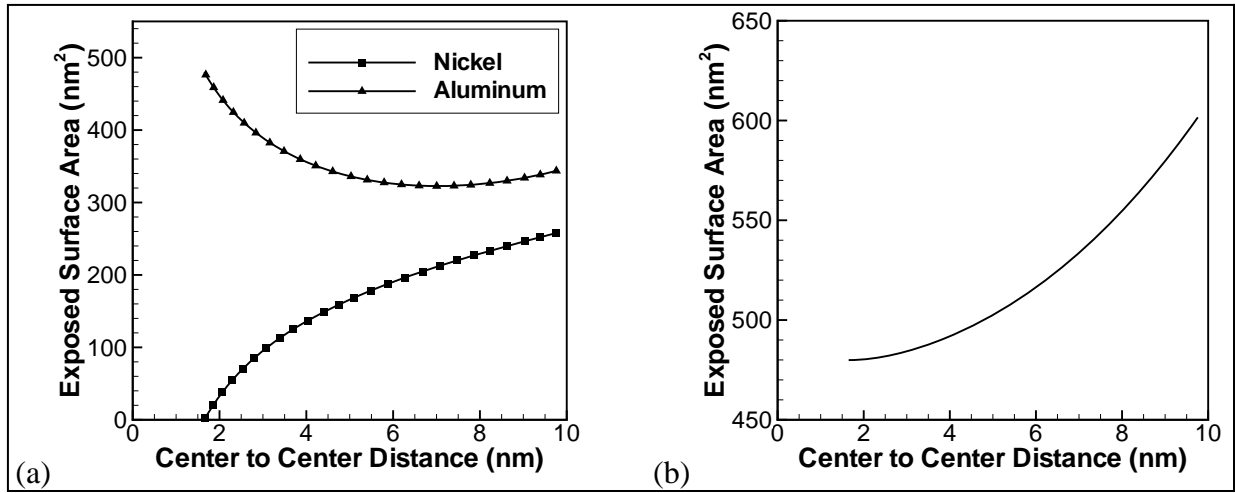 Exposed Surface Area (nm²)
500
400
300
200
100
0
0 2 4 6 8 10
Nickel
Aluminum
Center to Center Distance (nm)
(a)
Exposed Surface Area (nm²)
650
600
550
500
450
0 2 4 6 8 10
Center to Center Distance (nm)
(b)